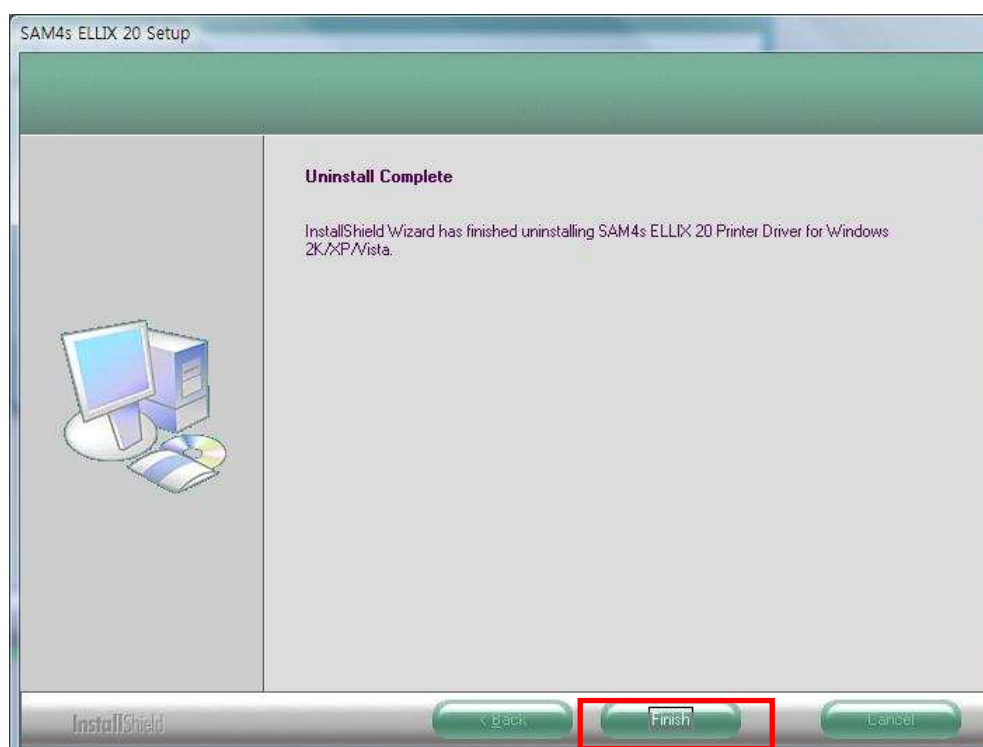 SAM4s ELLIX 20 Setup
Uninstall Complete
InstallShield Wizard has finished uninstalling SAM4s ELLIX 20 Printer Driver for Windows
2K/XP/Vista.
InstallShield
< Back
Finish
Cancel